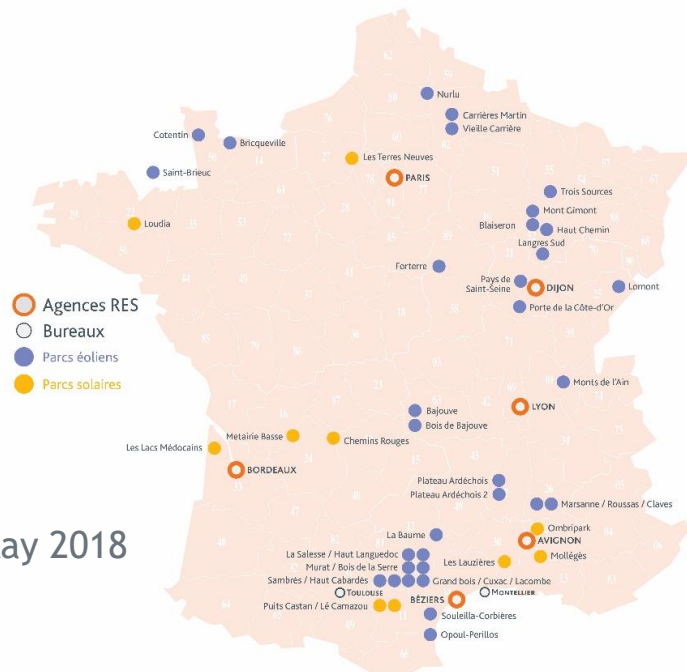 Nurlu
Carrières Martin
Vieille Carrière
Cotentin
Bricqueville
Les Terres Neuves
Saint-Brieuc
PARIS
Trois Sources
Mont Gimont
Loudia
Blaiseron
Haut Chemin
Langres Sud
Forterre
Pays de
Saint-Seine
DIJON
Lomont
Agences RES
Porte de la Côte-d'Or
Bureaux
Parcs éoliens
Parcs solaires
Monts de l'Ain
LYON
Bajouve
Bois de Bajouve
Metairie Basse
Chemins Rouges
Les Lacs Médocains
BORDEAUX
Plateau Ardéchois
Plateau Ardéchois 2
Marsanne / Roussas / Claves
Ombripark
La Baume
AVIGNON
ay 2018
La Salesse / Haut Languedoc
Mollégès
Les Lauzières
Murat / Bois de la Serre
Sambrès / Haut Cabardès
Grand bois / Cuxac / Lacombe
TOULOUSE
MONTELLIER
BÉZIERS
Puits Castan / Lé Camazou
Souleilla-Corbières
Opoul-Perillos